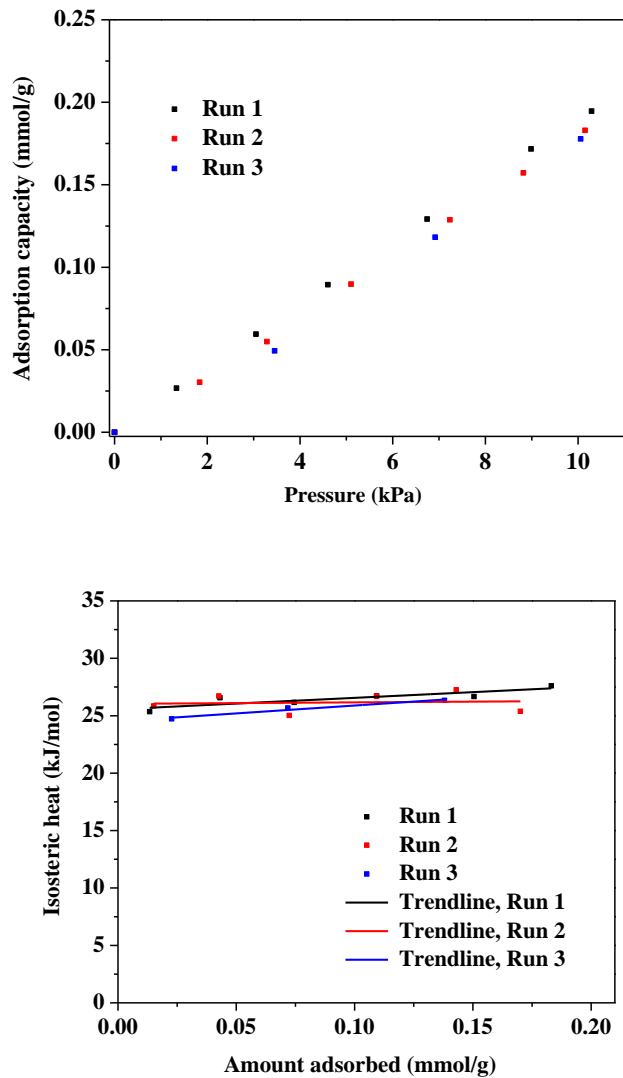 0.25
0.20
0.15
0.10
0.05
0.00
Adsorption capacity (mmol/g)
Run 1
Run 2
Run 3
0 2 4 6 8 10
Pressure (kPa)
35
30
25
20
15
10
5
0
Isosteric heat (kJ/mol)
Run 1
Run 2
Run 3
Trendline, Run 1
Trendline, Run 2
Trendline, Run 3
0.00 0.05 0.10 0.15 0.20
Amount adsorbed (mmol/g)